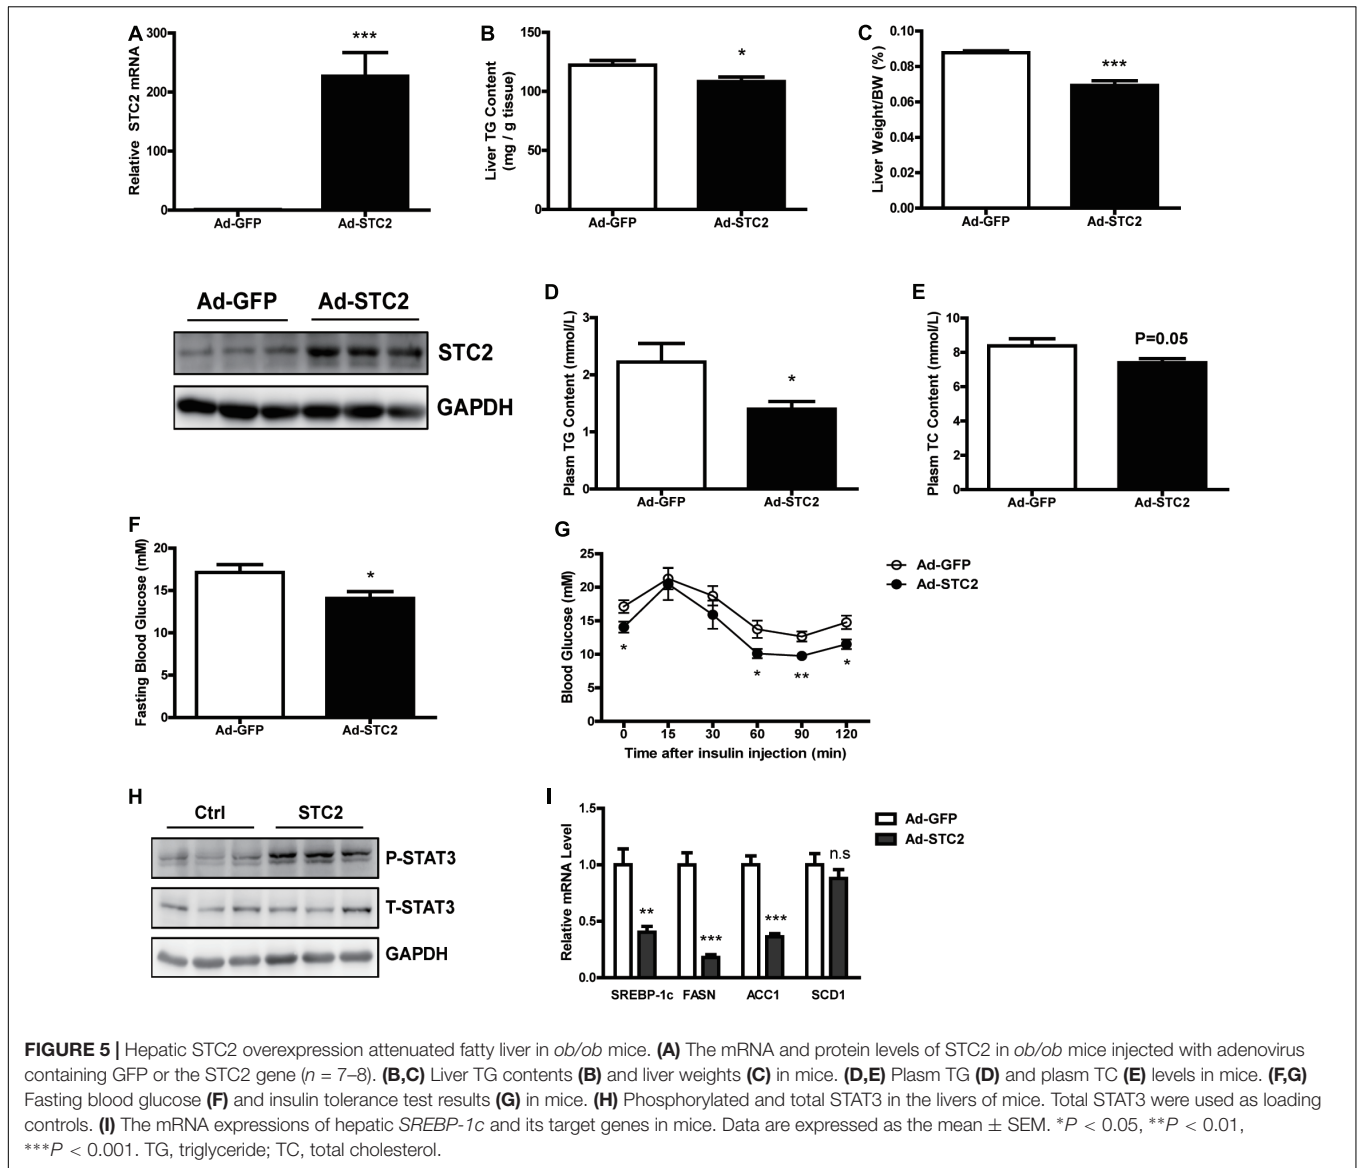 A
Relative STC2 mRNA
300
200
100
0
***
Ad-GFP
Ad-STC2
B
Liver TG Content
(mg / g tissue)
150
100
50
0
*
Ad-GFP
Ad-STC2
C
Liver Weight/BW (%)
0.10
0.08
0.06
0.04
0.02
0.00
***
Ad-GFP
Ad-STC2
Ad-GFP
Ad-STC2
STC2
GAPDH
D
Plasm TG Content (mmol/L)
3
2
1
0
*
Ad-GFP
Ad-STC2
E
Plasm TC Content (mmol/L)
10
8
6
4
2
0
P=0.05
Ad-GFP
Ad-STC2
F
Fasting Blood Glucose (mM)
20
15
10
5
0
*
Ad-GFP
Ad-STC2
G
Blood Glucose (mM)
25
20
15
10
5
0
*
*
**
*
0 15 30 60 90 120
Time after insulin injection (min)
Ad-GFP
Ad-STC2
H
Ctrl
STC2
P-STAT3
T-STAT3
GAPDH
I
Relative mRNA Level
1.5
1.0
0.5
0.0
**
***
***
n.s
SREBP-1c FASN ACC1 SCD1
Ad-GFP
Ad-STC2
FIGURE 5 | Hepatic STC2 overexpression attenuated fatty liver in ob/ob mice. (A) The mRNA and protein levels of STC2 in ob/ob mice injected with adenovirus
containing GFP or the STC2 gene (n = 7–8). (B,C) Liver TG contents (B) and liver weights (C) in mice. (D,E) Plasm TG (D) and plasm TC (E) levels in mice. (F,G)
Fasting blood glucose (F) and insulin tolerance test results (G) in mice. (H) Phosphorylated and total STAT3 in the livers of mice. Total STAT3 were used as loading
controls. (I) The mRNA expressions of hepatic SREBP-1c and its target genes in mice. Data are expressed as the mean ± SEM. *P < 0.05, **P < 0.01,
***P < 0.001. TG, triglyceride; TC, total cholesterol.